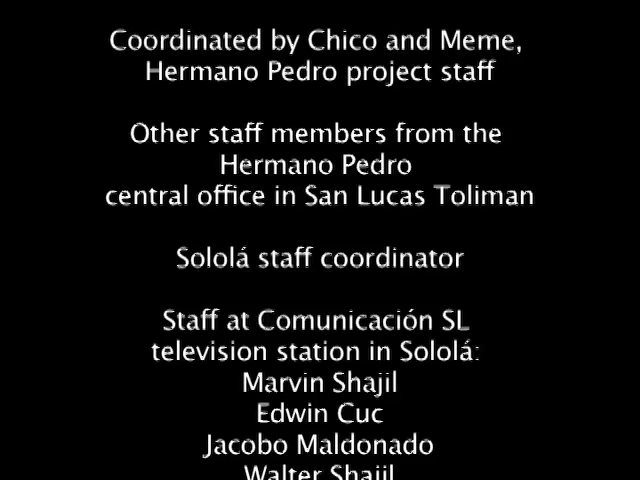 Coordinated by Chico and Meme,
Hermano Pedro project staff
Other staff members from the
Hermano Pedro
central office in San Lucas Toliman
Sololá staff coordinator
Staff at Comunicación SL
television station in Sololá:
Marvin Shajil
Edwin Cuc
Jacobo Maldonado
Walter Shajil